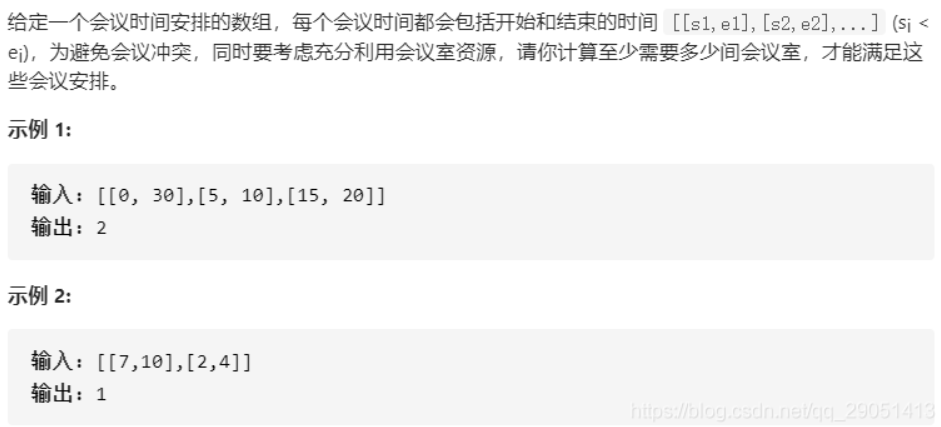 给定一个会议时间安排的数组，每个会议时间都会包括开始和结束的时间 [[s1,e1],[s2,e2],...] (si <
ei)，为避免会议冲突，同时要考虑充分利用会议室资源，请你计算至少需要多少间会议室，才能满足这
些会议安排。
示例 1:
输入: [[0, 30],[5, 10],[15, 20]]
输出: 2
示例 2:
输入: [[7,10],[2,4]]
输出: 1
https://blog.csdn.net/qq_29051413